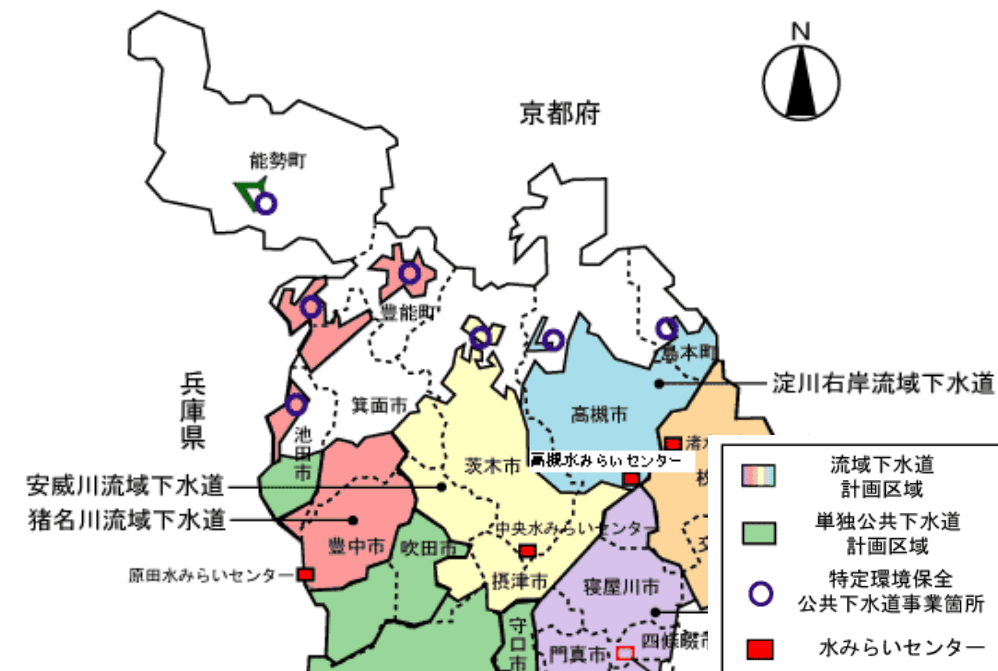 N
京都府
能勢町
豊能町
島本町
淀川右岸流域下水道
兵庫県
箕面市
高槻市
池田市
茨木市
高槻水みらいセンター
安威川流域下水道
猪名川流域下水道
豊中市
吹田市
中央水みらいセンター
原田水みらいセンター
摂津市
寝屋川市
守口市
門真市
四條畷市
流域下水道
計画区域
単独公共下水道
計画区域
特定環境保全
公共下水道事業箇所
水みらいセンター